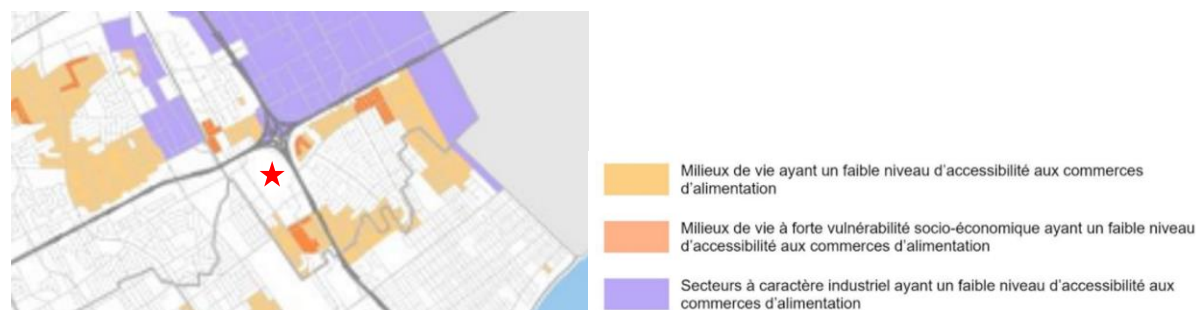 Milieux de vie ayant un faible niveau d’accessibilité aux commerces
d’alimentation
Milieux de vie à forte vulnérabilité socio-économique ayant un faible niveau
d’accessibilité aux commerces d’alimentation
Secteurs à caractère industriel ayant un faible niveau d’accessibilité aux
commerces d’alimentation